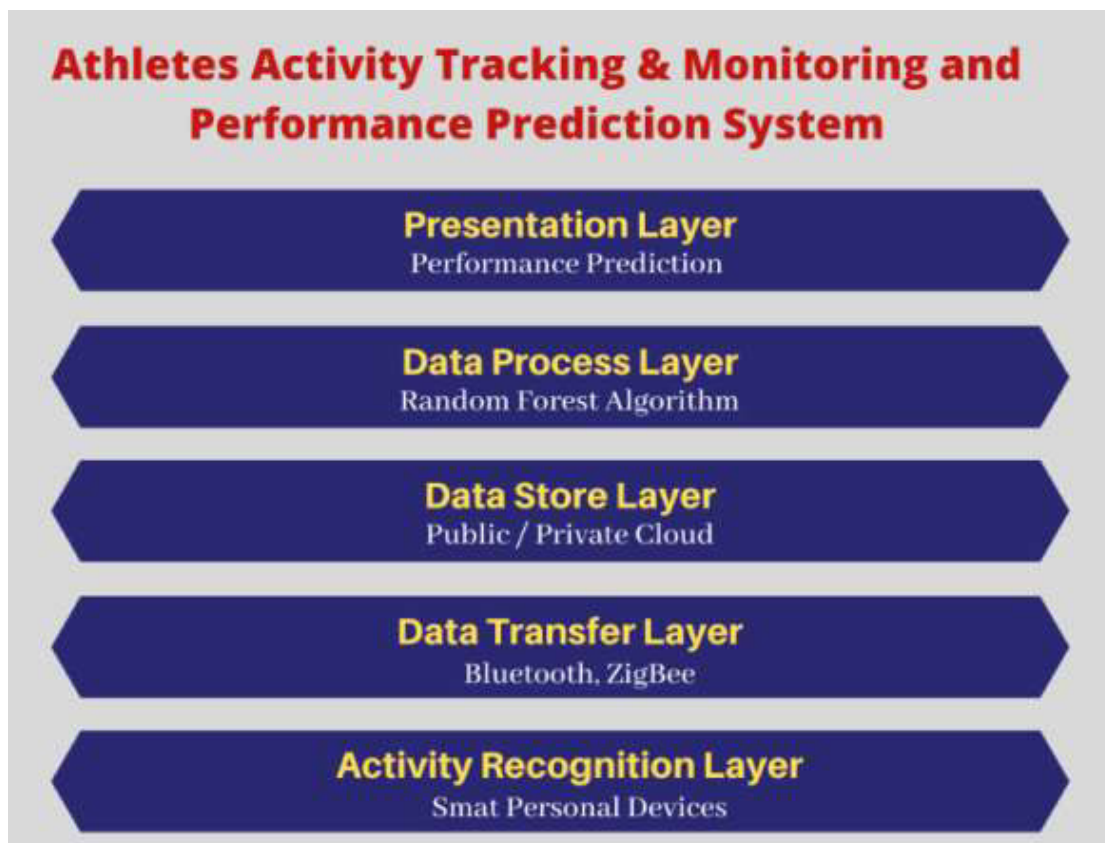 Athletes Activity Tracking & Monitoring and
Performance Prediction System
Presentation Layer
Performance Prediction
Data Process Layer
Random Forest Algorithm
Data Store Layer
Public / Private Cloud
Data Transfer Layer
Bluetooth, ZigBee
Activity Recognition Layer
Smat Personal Devices